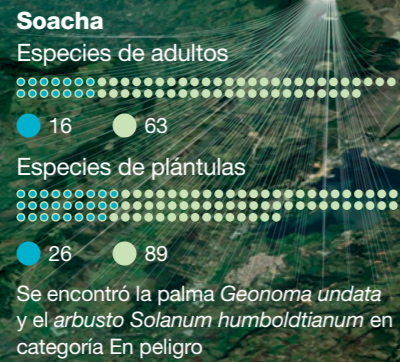 Soacha
Especies de adultos
16 63
Especies de plántulas
26 89
Se encontró la palma Geonoma undata
y el arbusto Solanum humboldtianum en
categoría En peligro